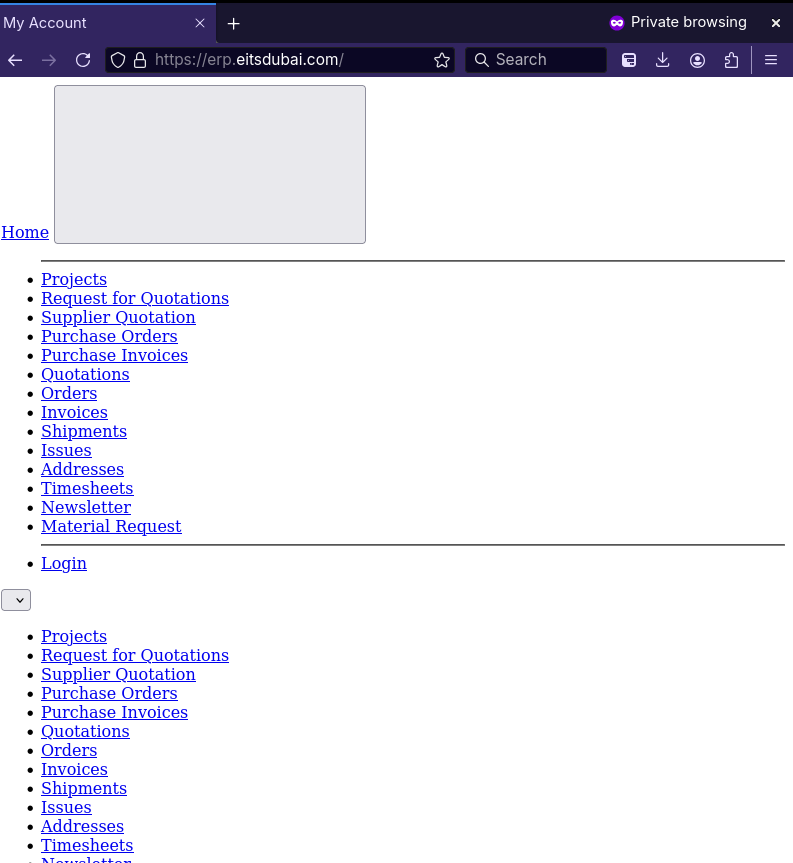 My Account
Private browsing
https://erp.eitsdubai.com/
Search
Home
Projects
Request for Quotations
Supplier Quotation
Purchase Orders
Purchase Invoices
Quotations
Orders
Invoices
Shipments
Issues
Addresses
Timesheets
Newsletter
Material Request
Login
Projects
Request for Quotations
Supplier Quotation
Purchase Orders
Purchase Invoices
Quotations
Orders
Invoices
Shipments
Issues
Addresses
Timesheets
Newsletter